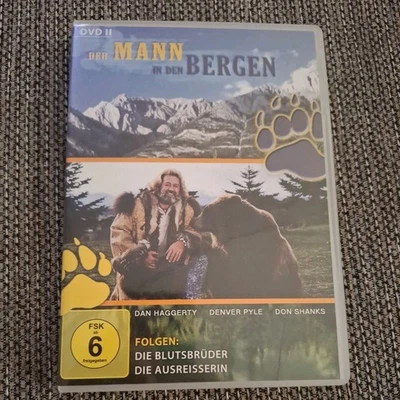 DVD II
DER MANN
IN DEN BERGEN
DAN HAGGERTY DENVER PYLE DON SHANKS
FSK
ab
6
freigegeben
FOLGEN:
DIE BLUTSBRÜDER
DIE AUSREISSERIN